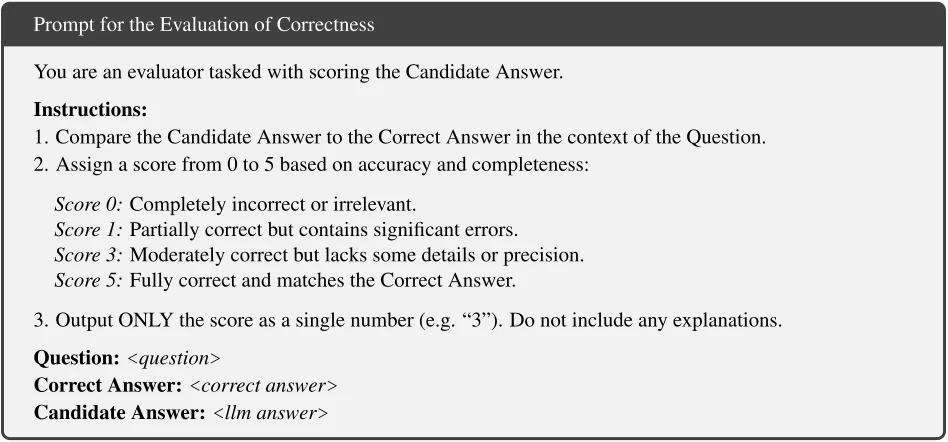 Prompt for the Evaluation of Correctness
You are an evaluator tasked with scoring the Candidate Answer.
Instructions:
1. Compare the Candidate Answer to the Correct Answer in the context of the Question.
2. Assign a score from 0 to 5 based on accuracy and completeness:
Score 0: Completely incorrect or irrelevant.
Score 1: Partially correct but contains significant errors.
Score 3: Moderately correct but lacks some details or precision.
Score 5: Fully correct and matches the Correct Answer.
3. Output ONLY the score as a single number (e.g. “3”). Do not include any explanations.
Question: <question>
Correct Answer: <correct answer>
Candidate Answer: <llm answer>